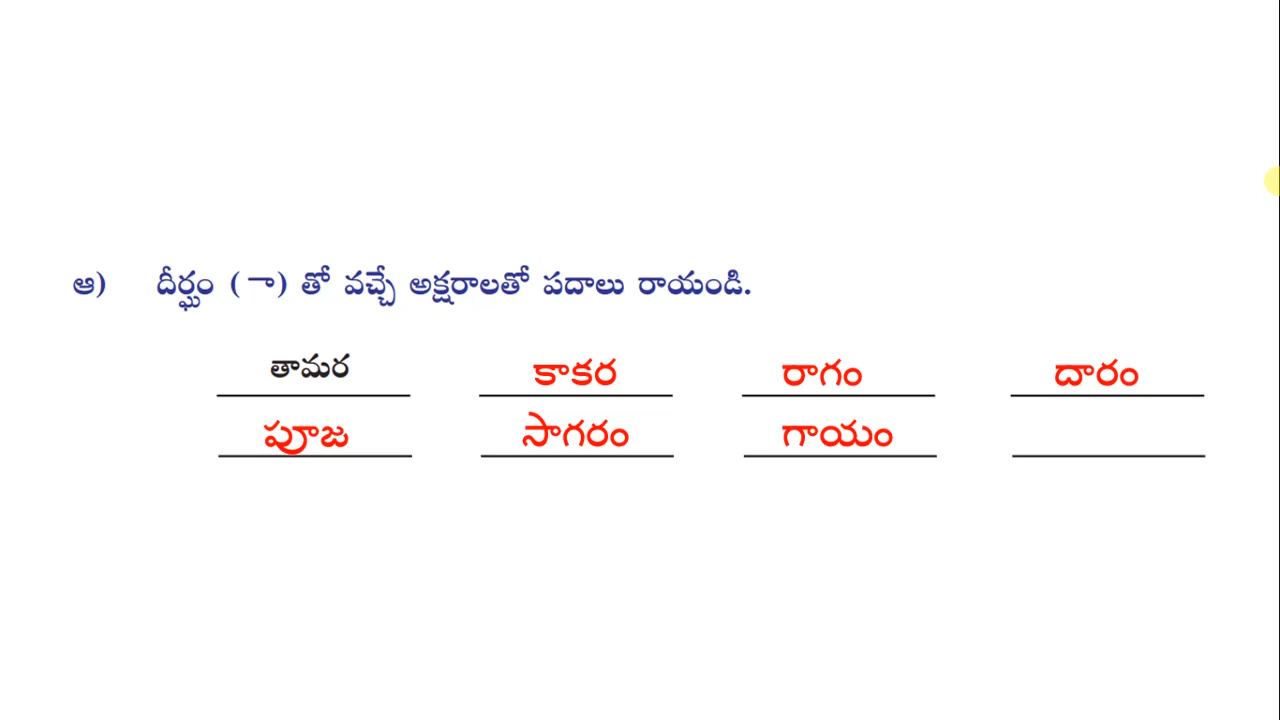 ఆ) దీర్ఘం ( ా ) తో వచ్చే అక్షరాలతో పదాలు రాయండి.
తామర కాకర రాగం దారం
పూజ సాగరం గాయం